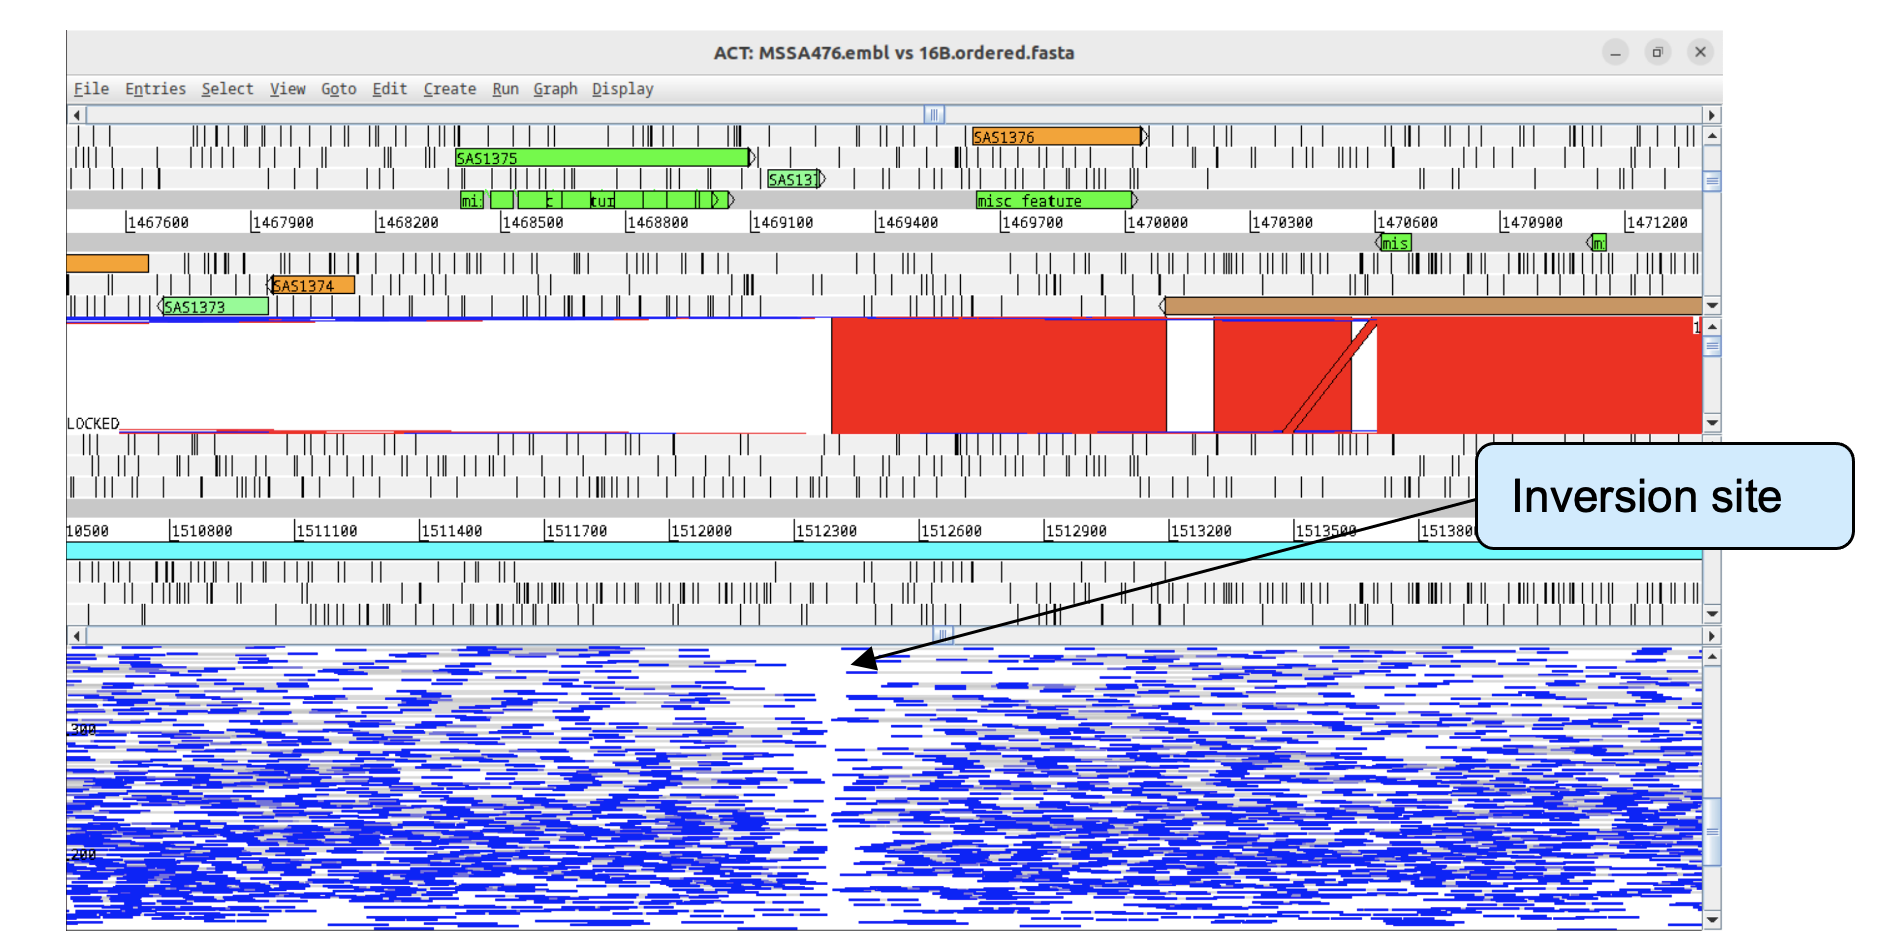 ACT: MSSA476.embl vs 16B.ordered.fasta
File Entries Select View Goto Edit Create Run Graph Display
SAS1376
SAS1375
SAS137
mi: c tur misc feature
1467600 1467900 1468200 1468500 1468800 1469100 1469400 1469700 1470000 1470300 1470600 1470900 1471200
mis m:
SAS1374
SAS1373
1
LOCKED
Inversion site
10500 1510800 1511100 1511400 1511700 1512000 1512300 1512600 1512900 1513200 1513500 151380
300
200